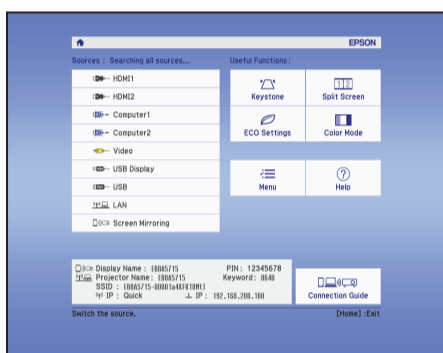 EPSON
Sources : Searching all sources...
Useful Functions:
HDMI1
HDMI2
Computer1
Computer2
Video
USB Display
USB
LAN
Screen Mirroring
Keystone
1 2
Split Screen
ECO Settings
Color Mode
Menu
?
Help
Display Name : EB8A5715
PIN: 12345678
Projector Name: EB8A5715
Keyword: 8640
IP : Quick
IP : 192.168.200.100
Connection Guide
Switch the source.
[Home] :Exit